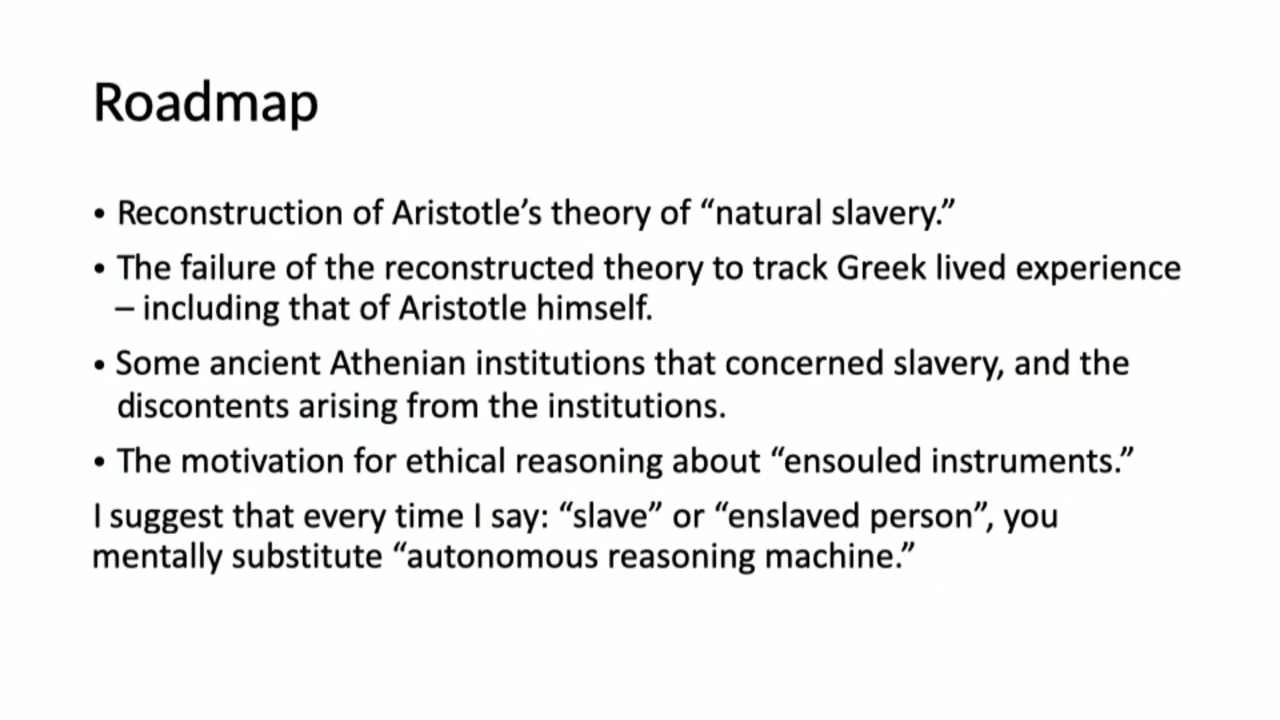 Roadmap
• Reconstruction of Aristotle’s theory of “natural slavery.”
• The failure of the reconstructed theory to track Greek lived experience
– including that of Aristotle himself.
• Some ancient Athenian institutions that concerned slavery, and the
discontents arising from the institutions.
• The motivation for ethical reasoning about “ensouled instruments.”
I suggest that every time I say: “slave” or “enslaved person”, you
mentally substitute “autonomous reasoning machine.”